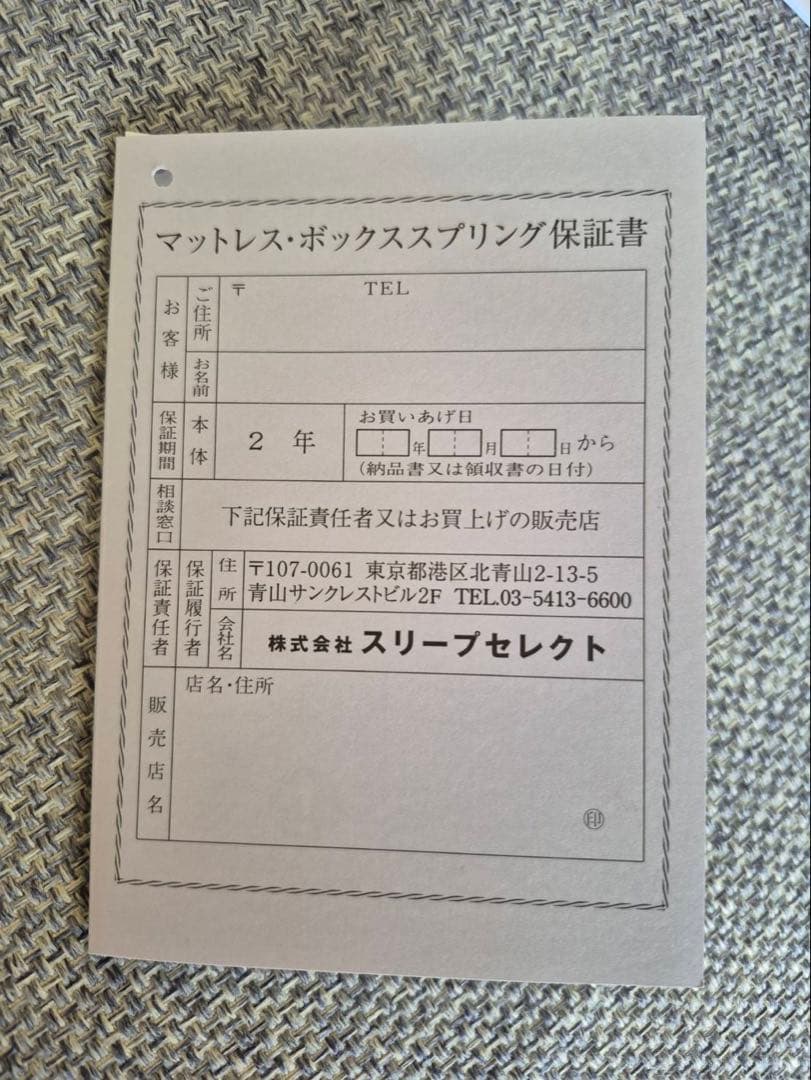 マットレス・ボックススプリング保証書
お客様
ご住所
〒 TEL
お名前
保証期間
本体
2 年
お買いあげ日
年 月 日 から
(納品書又は領収書の日付)
相談窓口
下記保証責任者又はお買上げの販売店
保証責任者
保証履行者
住所
〒107-0061 東京都港区北青山2-13-5
青山サンクレストビル2F TEL.03-5413-6600
会社名
株式会社 スリープセレクト
販売店名
店名・住所
印